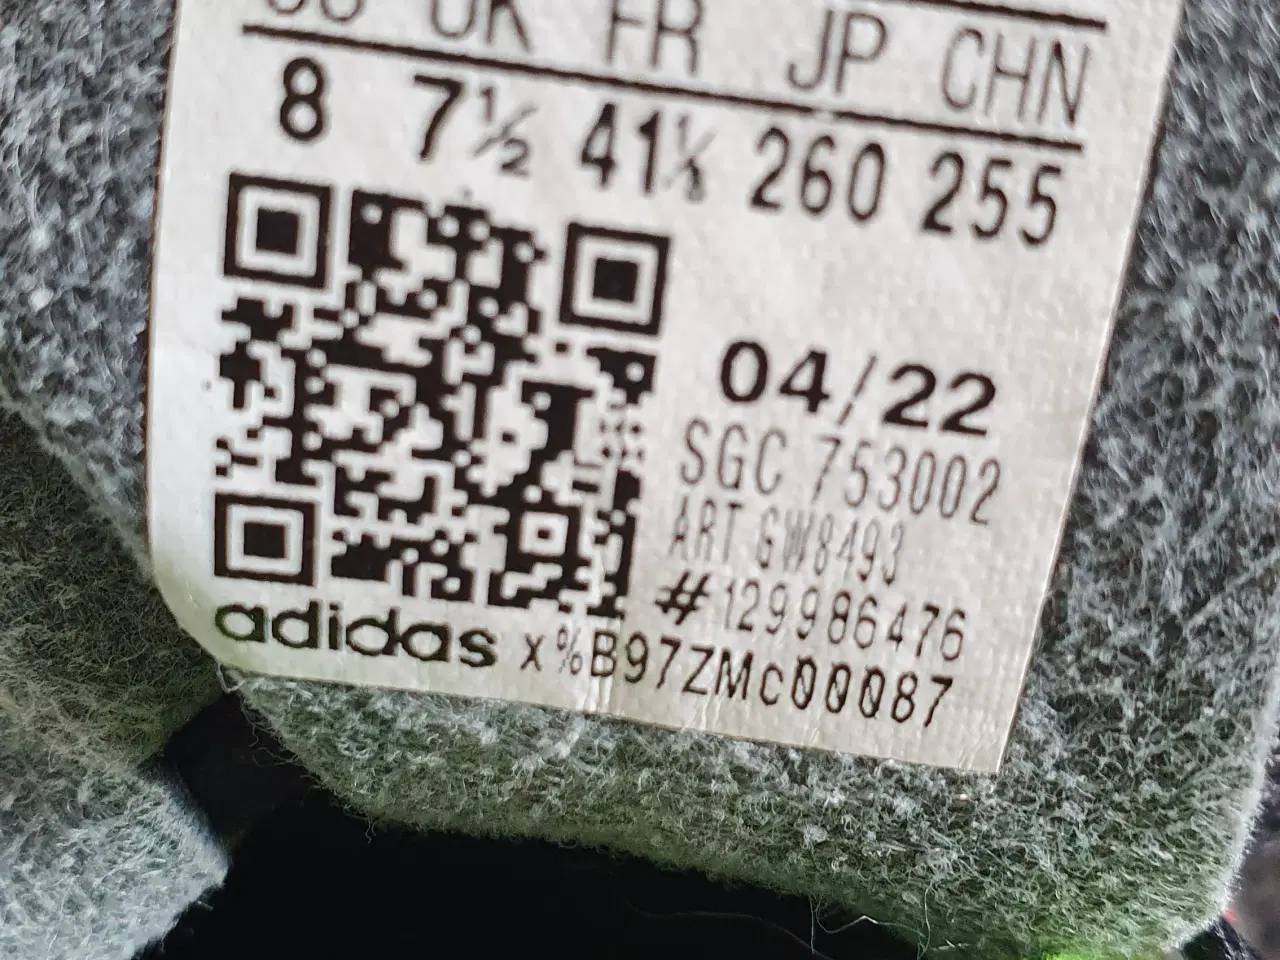 US UK FR JP CHN
8 7½ 41⅓ 260 255
04/22
SGC 753002
ART GW8493
#129986476
adidas x%B97ZMc00087